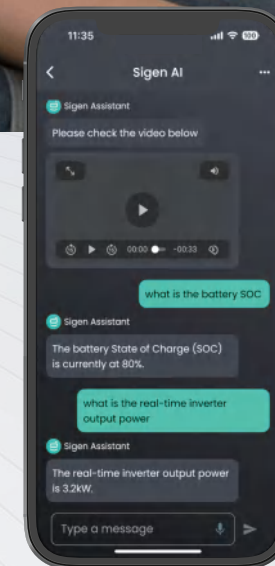 11:35
100
Sigen AI
Sigen Assistant
Please check the video below
00:00
-00:33
what is the battery SOC
Sigen Assistant
The battery State of Charge (SOC)
is currently at 80%.
what is the real-time inverter
output power
Sigen Assistant
The real-time inverter output power
is 3.2kW.
Type a message